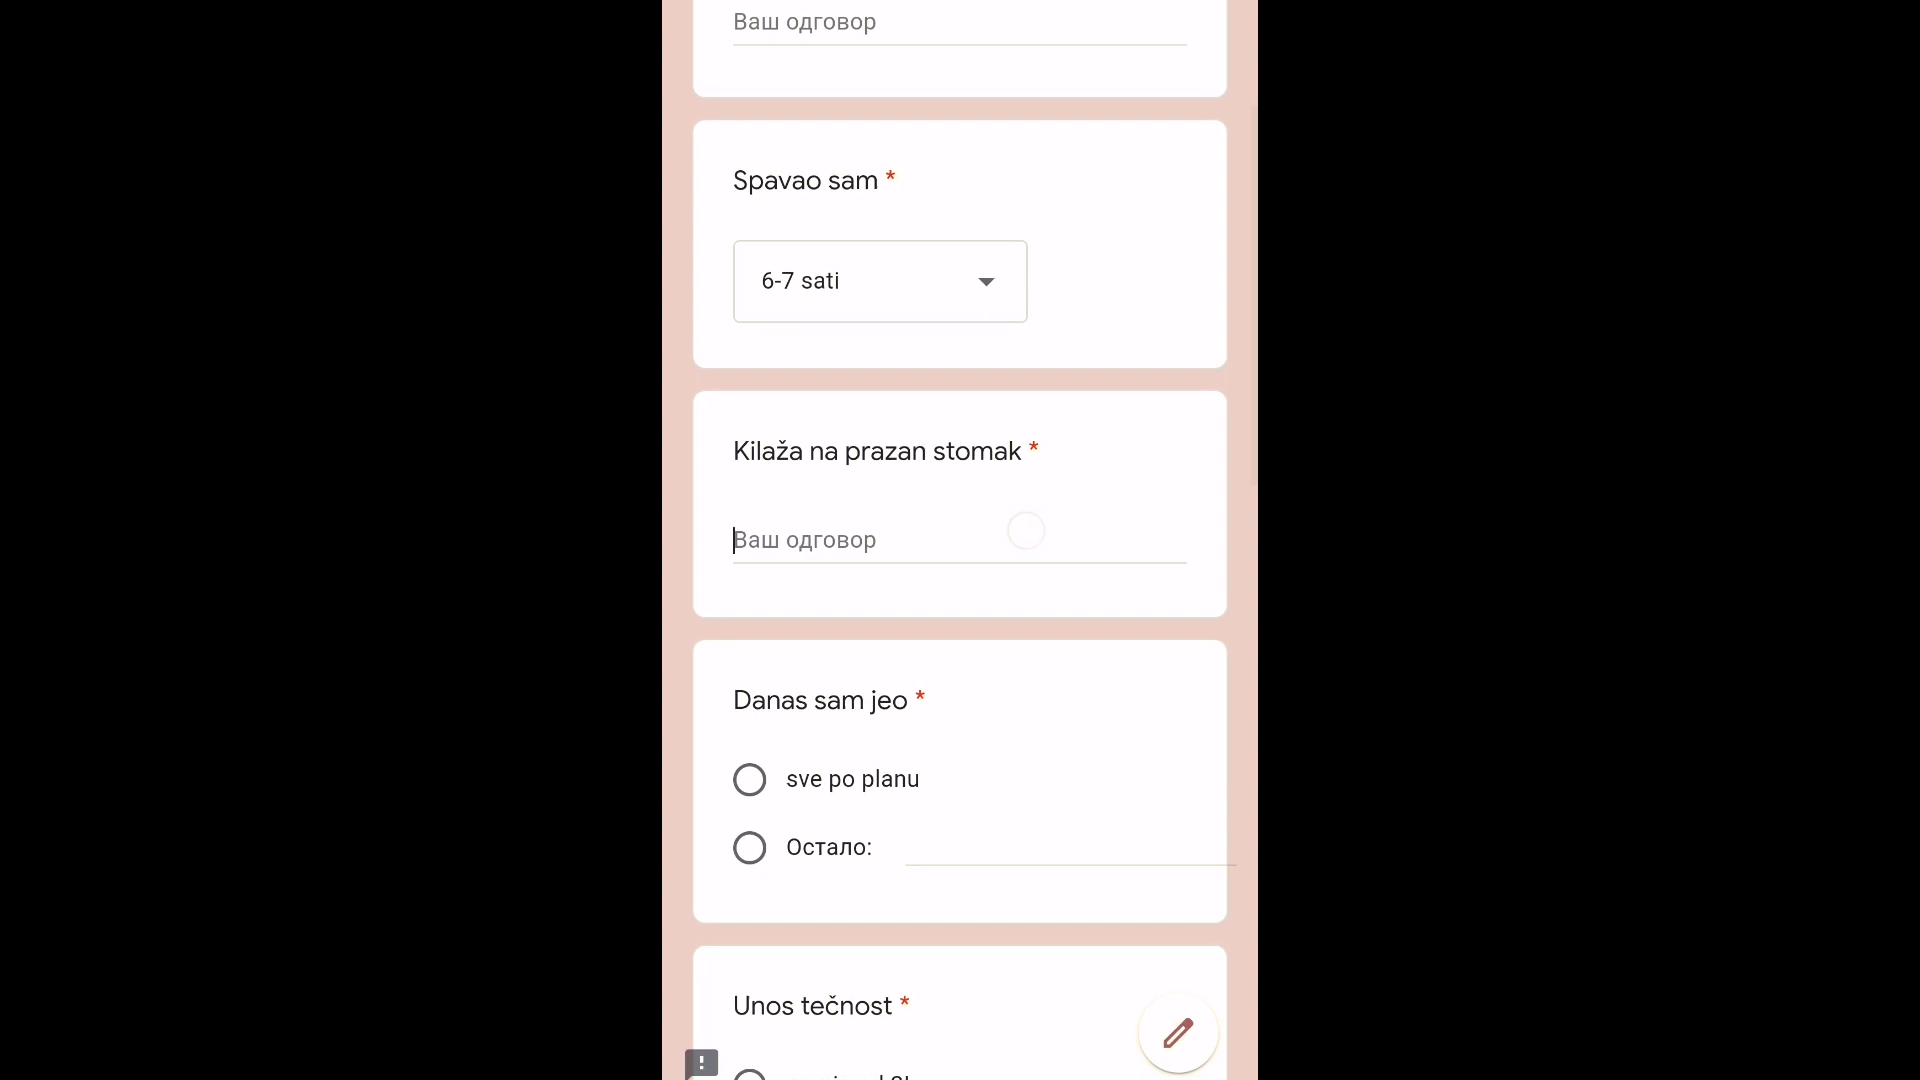 Ваш одговор
Spavao sam *
6-7 sati
Kilaža na prazan stomak *
Ваш одговор
Danas sam jeo *
sve po planu
Остало:
Unos tečnost *